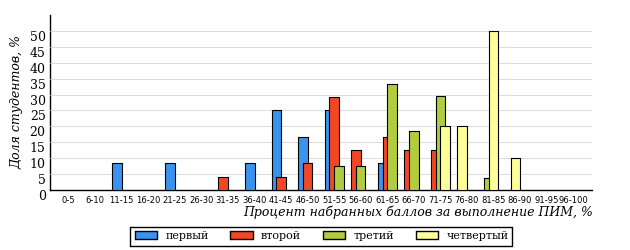 Доля студентов, %
50
45
40
35
30
25
20
15
10
5
0
0-5 6-10 11-15 16-20 21-25 26-30 31-35 36-40 41-45 46-50 51-55 56-60 61-65 66-70 71-75 76-80 81-85 86-90 91-95 96-100
Процент набранных баллов за выполнение ПИМ, %
первый второй третий четвертый